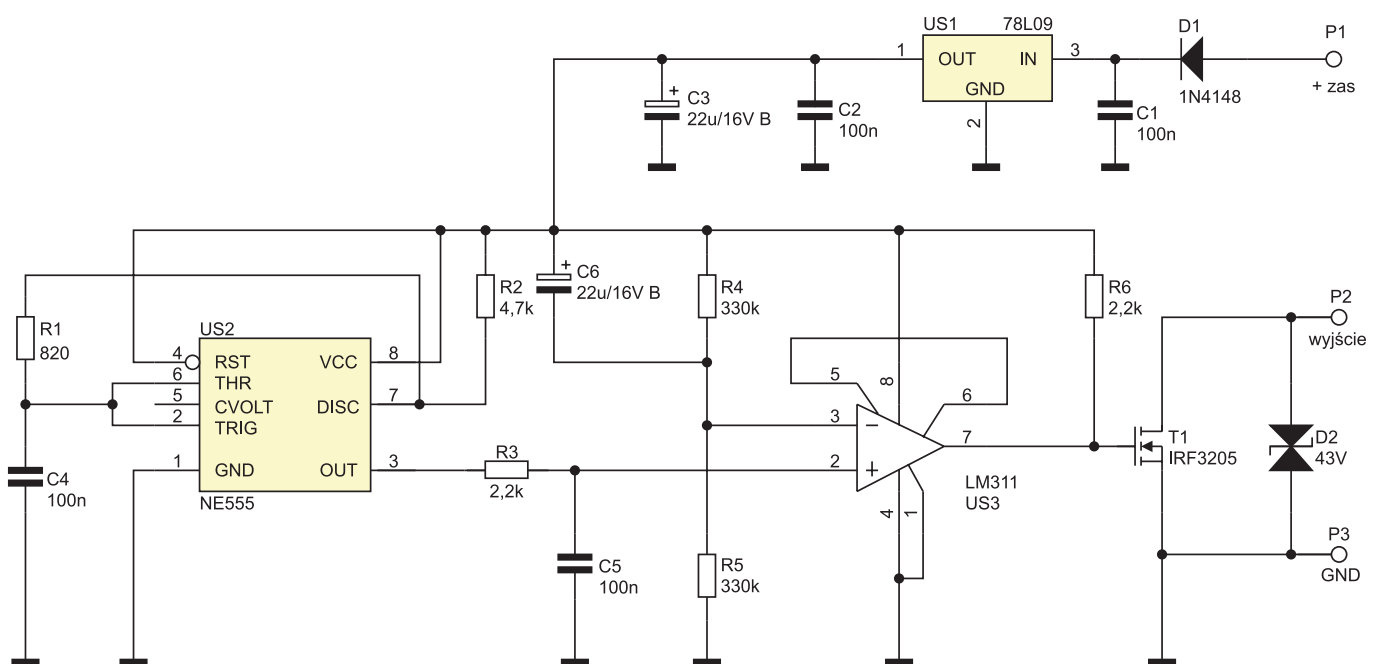 US1 78L09
1 OUT IN 3
GND
2
D1
1N4148
P1
+ zas
+ C3
22u/16V B
C2
100n
C1
100n
+ C6
22u/16V B
R1
820
US2
4 RST VCC 8
6 THR
5 CVOLT DISC 7
2 TRIG
1 GND OUT 3
NE555
C4
100n
R2
4,7k
R3
2,2k
C5
100n
R4
330k
R5
330k
5
8
6
3 −
2 +
7
4
1
LM311
US3
R6
2,2k
T1
IRF3205
P2
wyjście
D2
43V
P3
GND